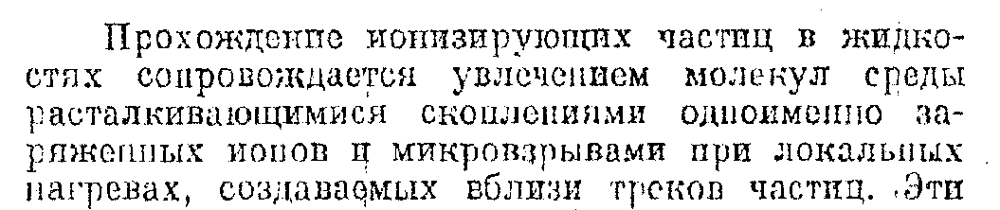 Прохождение ионизирующих частиц в жидко-
стях сопровождается увлечением молекул среды
расталкивающимися скоплениями одноименно за-
ряженных ионов и микровзрывами при локальных
нагревах, создаваемых вблизи треков частиц. Эти